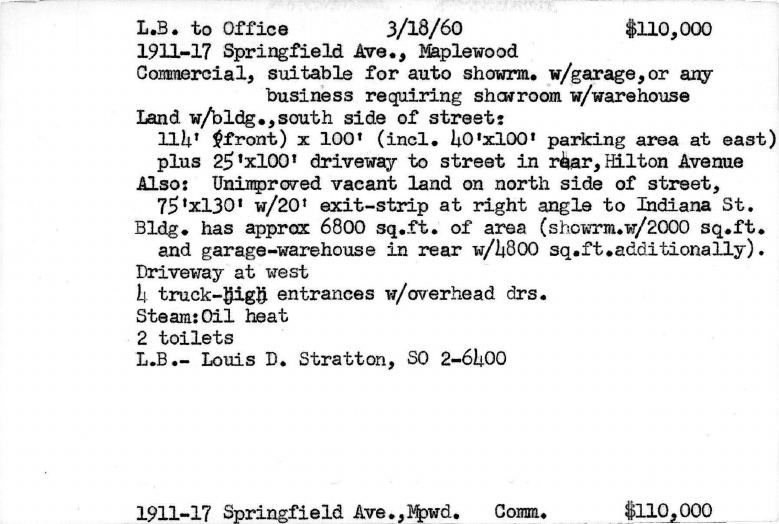 L.B. to Office 3/18/60 $110,000
1911-17 Springfield Ave., Maplewood
Commercial, suitable for auto showrm. w/garage,or any
business requiring showroom w/warehouse
Land w/bldg.,south side of street:
114' (front) x 100' (incl. 40'x100' parking area at east)
plus 25'x100' driveway to street in rear,Hilton Avenue
Also: Unimproved vacant land on north side of street,
75'x130' w/20' exit-strip at right angle to Indiana St.
Bldg. has approx 6800 sq.ft. of area (showrm.w/2000 sq.ft.
and garage-warehouse in rear w/4800 sq.ft.additionally).
Driveway at west
4 truck-high entrances w/overhead drs.
Steam:Oil heat
2 toilets
L.B.- Louis D. Stratton, SO 2-6400
1911-17 Springfield Ave.,Mpwd. Comm. $110,000